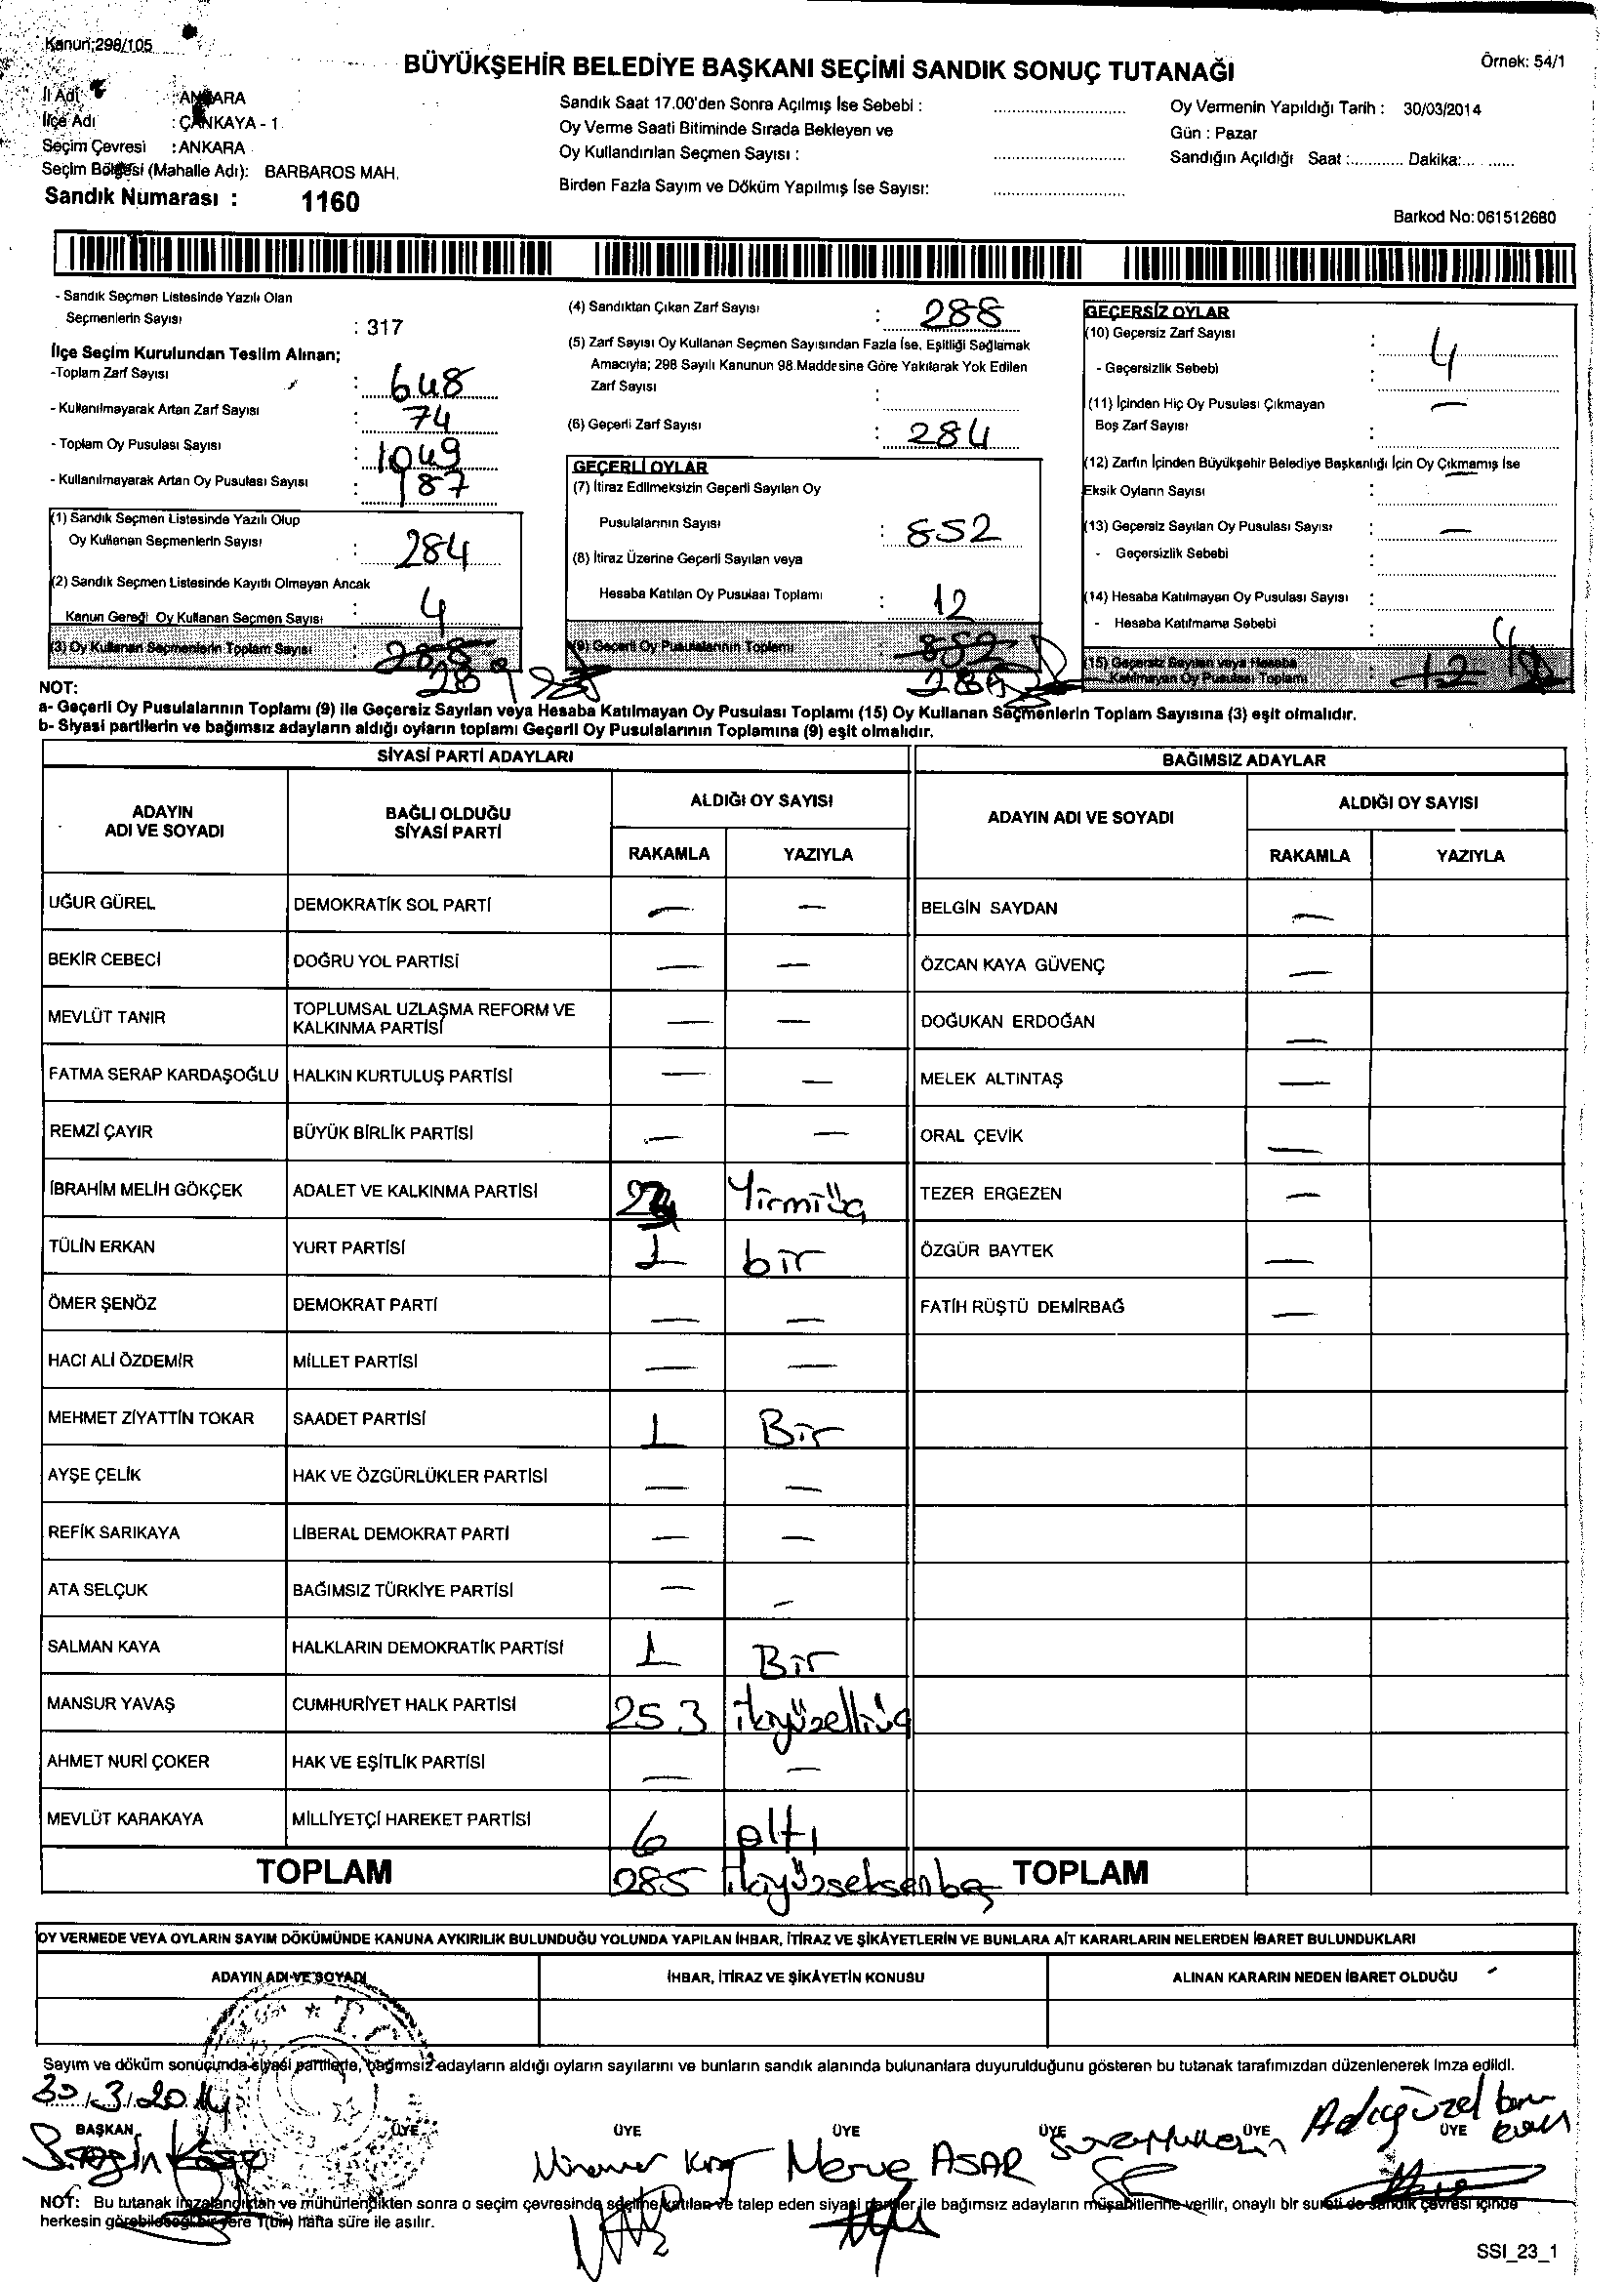 Kanun;298/105
BÜYÜKŞEHİR BELEDİYE BAŞKANI SEÇİMİ SANDIK SONUÇ TUTANAĞI
Örnek: 54/1
İl Adı : ANKARA
İlçe Adı : ÇANKAYA - 1
Seçim Çevresi : ANKARA
Seçim Bölgesi (Mahalle Adı): BARBAROS MAH.
Sandık Numarası : 1160
Sandık Saat 17.00'den Sonra Açılmış İse Sebebi :
Oy Verme Saati Bitiminde Sırada Bekleyen ve
Oy Kullandırılan Seçmen Sayısı :
Birden Fazla Sayım ve Döküm Yapılmış İse Sayısı:
Oy Vermenin Yapıldığı Tarih : 30/03/2014
Gün : Pazar
Sandığın Açıldığı Saat :........... Dakika:... ......
Barkod No: 061512680
- Sandık Seçmen Listesinde Yazılı Olan
Seçmenlerin Sayısı : 317
İlçe Seçim Kurulundan Teslim Alınan;
-Toplam Zarf Sayısı : 648
- Kullanılmayarak Artan Zarf Sayısı : 74
- Toplam Oy Pusulası Sayısı : 1049
- Kullanılmayarak Artan Oy Pusulası Sayısı : 187
(1) Sandık Seçmen Listesinde Yazılı Olup
Oy Kullanan Seçmenlerin Sayısı : 284
(2) Sandık Seçmen Listesinde Kayıtlı Olmayan Ancak
Kanun Gereği Oy Kullanan Seçmen Sayısı : 4
(3) Oy Kullanan Seçmenlerin Toplam Sayısı : 288
289
(4) Sandıktan Çıkan Zarf Sayısı : 288
(5) Zarf Sayısı Oy Kullanan Seçmen Sayısından Fazla İse, Eşitliği Sağlamak
Amacıyla; 298 Sayılı Kanunun 98.Maddesine Göre Yakılarak Yok Edilen
Zarf Sayısı :
(6) Geçerli Zarf Sayısı : 284
GEÇERLİ OYLAR
(7) İtiraz Edilmeksizin Geçerli Sayılan Oy
Pusulalarının Sayısı : 852
(8) İtiraz Üzerine Geçerli Sayılan veya
Hesaba Katılan Oy Pusulası Toplamı : 12
(9) Geçerli Oy Pusulalarının Toplamı : 852
GEÇERSİZ OYLAR
(10) Geçersiz Zarf Sayısı : 4
- Geçersizlik Sebebi :
(11) İçinden Hiç Oy Pusulası Çıkmayan —
Boş Zarf Sayısı :
(12) Zarfın İçinden Büyükşehir Belediye Başkanlığı İçin Oy Çıkmamış İse
Eksik Oyların Sayısı :
(13) Geçersiz Sayılan Oy Pusulası Sayısı : —
- Geçersizlik Sebebi :
(14) Hesaba Katılmayan Oy Pusulası Sayısı :
- Hesaba Katılmama Sebebi :
(15) Geçersiz Sayılan veya Hesaba
Katılmayan Oy Pusulası Toplamı : 12 4
NOT:
a- Geçerli Oy Pusulalarının Toplamı (9) ile Geçersiz Sayılan veya Hesaba Katılmayan Oy Pusulası Toplamı (15) Oy Kullanan Seçmenlerin Toplam Sayısına (3) eşit olmalıdır.
b- Siyasi partilerin ve bağımsız adayların aldığı oyların toplamı Geçerli Oy Pusulalarının Toplamına (9) eşit olmalıdır.
SİYASİ PARTİ ADAYLARI
BAĞIMSIZ ADAYLAR
ADAYIN ADI VE SOYADI
BAĞLI OLDUĞU SİYASİ PARTİ
ALDIĞI OY SAYISI
RAKAMLA YAZIYLA
ADAYIN ADI VE SOYADI
ALDIĞI OY SAYISI
RAKAMLA YAZIYLA
UĞUR GÜREL DEMOKRATİK SOL PARTİ — — BELGİN SAYDAN —
BEKİR CEBECİ DOĞRU YOL PARTİSİ — — ÖZCAN KAYA GÜVENÇ —
MEVLÜT TANIR TOPLUMSAL UZLAŞMA REFORM VE KALKINMA PARTİSİ — — DOĞUKAN ERDOĞAN —
FATMA SERAP KARDAŞOĞLU HALKIN KURTULUŞ PARTİSİ — — MELEK ALTINTAŞ —
REMZİ ÇAYIR BÜYÜK BİRLİK PARTİSİ — — ORAL ÇEVİK —
İBRAHİM MELİH GÖKÇEK ADALET VE KALKINMA PARTİSİ Yirmiüç TEZER ERGEZEN —
TÜLİN ERKAN YURT PARTİSİ 1 bir ÖZGÜR BAYTEK —
ÖMER ŞENÖZ DEMOKRAT PARTİ — — FATİH RÜŞTÜ DEMİRBAĞ —
HACI ALİ ÖZDEMİR MİLLET PARTİSİ — —
MEHMET ZİYATTİN TOKAR SAADET PARTİSİ 1 Bir
AYŞE ÇELİK HAK VE ÖZGÜRLÜKLER PARTİSİ — —
REFİK SARIKAYA LİBERAL DEMOKRAT PARTİ — —
ATA SELÇUK BAĞIMSIZ TÜRKİYE PARTİSİ — —
SALMAN KAYA HALKLARIN DEMOKRATİK PARTİSİ 1 Bir
MANSUR YAVAŞ CUMHURİYET HALK PARTİSİ 253 ikiyüzelliüç
AHMET NURİ ÇOKER HAK VE EŞİTLİK PARTİSİ — —
MEVLÜT KARAKAYA MİLLİYETÇİ HAREKET PARTİSİ 6 altı
TOPLAM 285 ikiyüzseksenbeş TOPLAM
OY VERMEDE VEYA OYLARIN SAYIM DÖKÜMÜNDE KANUNA AYKIRILIK BULUNDUĞU YOLUNDA YAPILAN İHBAR, İTİRAZ VE ŞİKÂYETLERİN VE BUNLARA AİT KARARLARIN NELERDEN İBARET BULUNDUKLARI
ADAYIN ADI VE SOYADI İHBAR, İTİRAZ VE ŞİKÂYETİN KONUSU ALINAN KARARIN NEDEN İBARET OLDUĞU
Sayım ve döküm sonucunda siyasi partilerle, bağımsız adayların aldığı oyların sayılarını ve bunların sandık alanında bulunanlara duyurulduğunu gösteren bu tutanak tarafımızdan düzenlenerek imza edildi.
30/3/2014
BAŞKAN ÜYE ÜYE ÜYE ÜYE ÜYE ÜYE
Merve ASAR Adıgüzel
NOT: Bu tutanak imzalandıktan ve mühürlendikten sonra o seçim çevresinde seçime katılan ve talep eden siyasi partiler ile bağımsız adayların müşahitlerine verilir, onaylı bir sureti de sandık çevresi içinde
herkesin görebileceği bir yere 1(bir) hafta süre ile asılır.
SSI_23_1